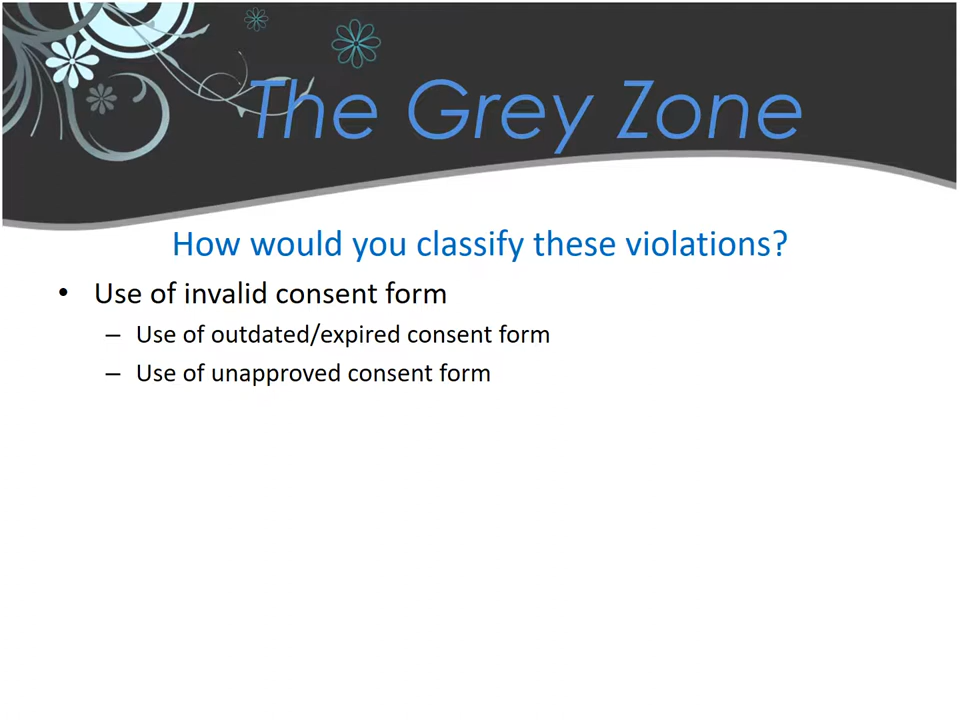 The Grey Zone
How would you classify these violations?
• Use of invalid consent form
– Use of outdated/expired consent form
– Use of unapproved consent form